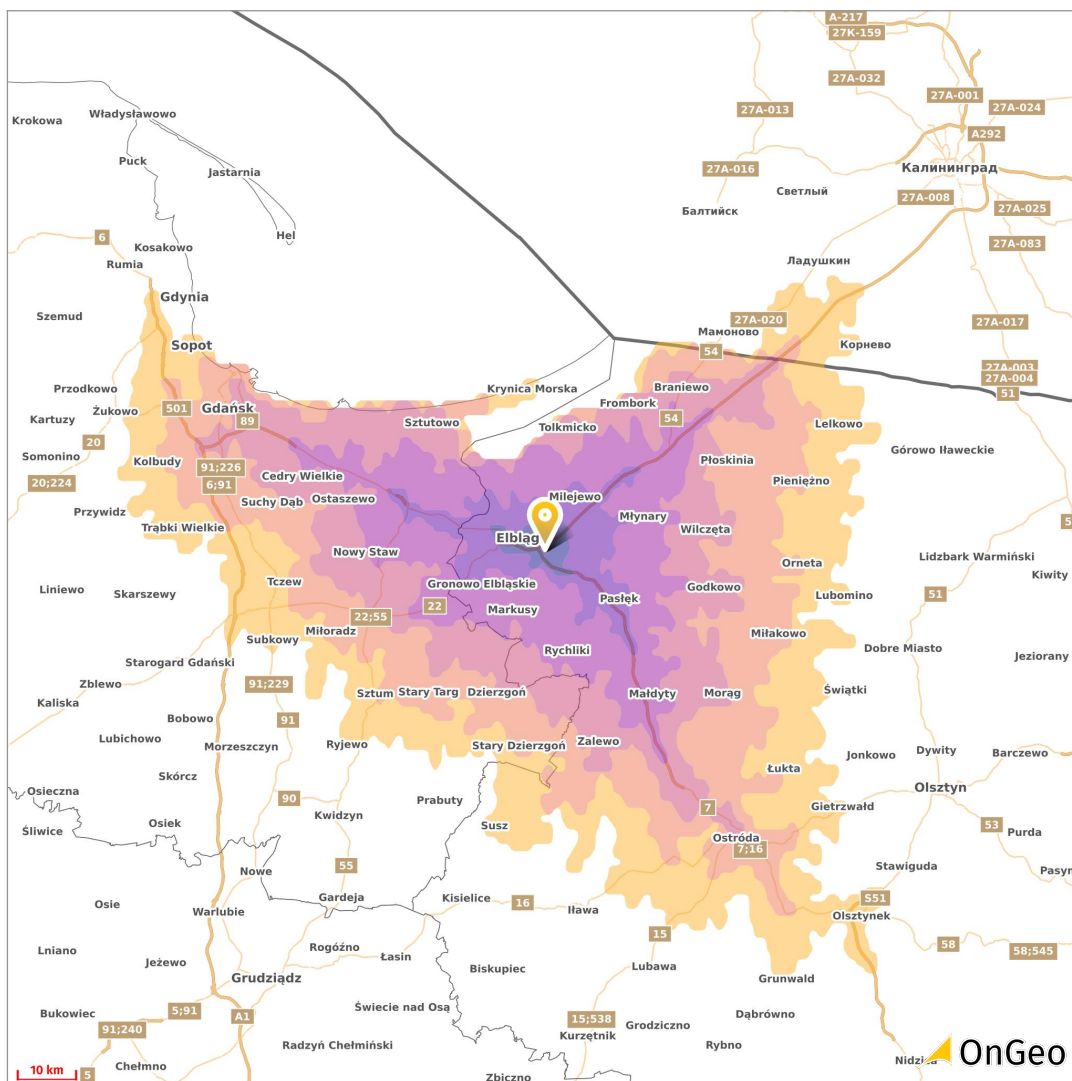 A-217
27K-159
27A-032
27A-001
27A-013
27A-024
Władysławowo
Krokowa
A292
Puck
27A-016
Калининград
Jastarnia
Светлый
27A-008
Балтийск
27A-025
6
Hel
Kosakowo
27A-083
Rumia
Ладушкин
Gdynia
Szemud
27A-020
27A-017
Мамоново
Sopot
54
Корнево
27A-003
27A-004
Przodkowo
Krynica Morska
Braniewo
51
Żukowo
501
Gdańsk
Frombork
Kartuzy
89
Sztutowo
Tolkmicko
54
Lelkowo
20
Somonino
Kolbudy
91;226
Płoskinia
Górowo Iławeckie
20;224
6;91
Cedry Wielkie
Pieniężno
Suchy Dąb
Ostaszewo
Milejewo
Przywidz
Młynary
Trąbki Wielkie
Elbląg
Wilczęta
5
Nowy Staw
Lidzbark Warmiński
Orneta
Kiwity
Liniewo
Skarszewy
Tczew
Gronowo Elbląskie
Godkowo
Lubomino
51
22
Markusy
Pasłęk
22;55
Miłoradz
Miłakowo
Subkowy
Rychliki
Dobre Miasto
Jeziorany
Starogard Gdański
Zblewo
91;229
Sztum
Stary Targ
Dzierzgoń
Małdyty
Morąg
Świątki
Kaliska
Bobowo
91
Lubichowo
Morzeszczyn
Ryjewo
Stary Dzierzgoń
Zalewo
Jonkowo
Dywity
Barczewo
Skórcz
Łukta
Osieczna
90
Prabuty
7
Gietrzwałd
Olsztyn
Śliwice
Osiek
Kwidzyn
Susz
Ostróda
53
Purda
7;16
Nowe
55
Stawiguda
Pasym
Osie
Gardeja
Kisielice
16
Iława
S51
Warlubie
Olsztynek
Lniano
Rogóźno
15
58
58;545
Jeżewo
Łasin
Biskupiec
Lubawa
Grudziądz
Grunwald
Bukowiec
5;91
A1
Świecie nad Osą
15;538
Dąbrówno
91;240
Grodziczno
Kurzętnik
Radzyń Chełmiński
Rybno
Chełmno
Nidzica
OnGeo
10 km
5
Zbiczno